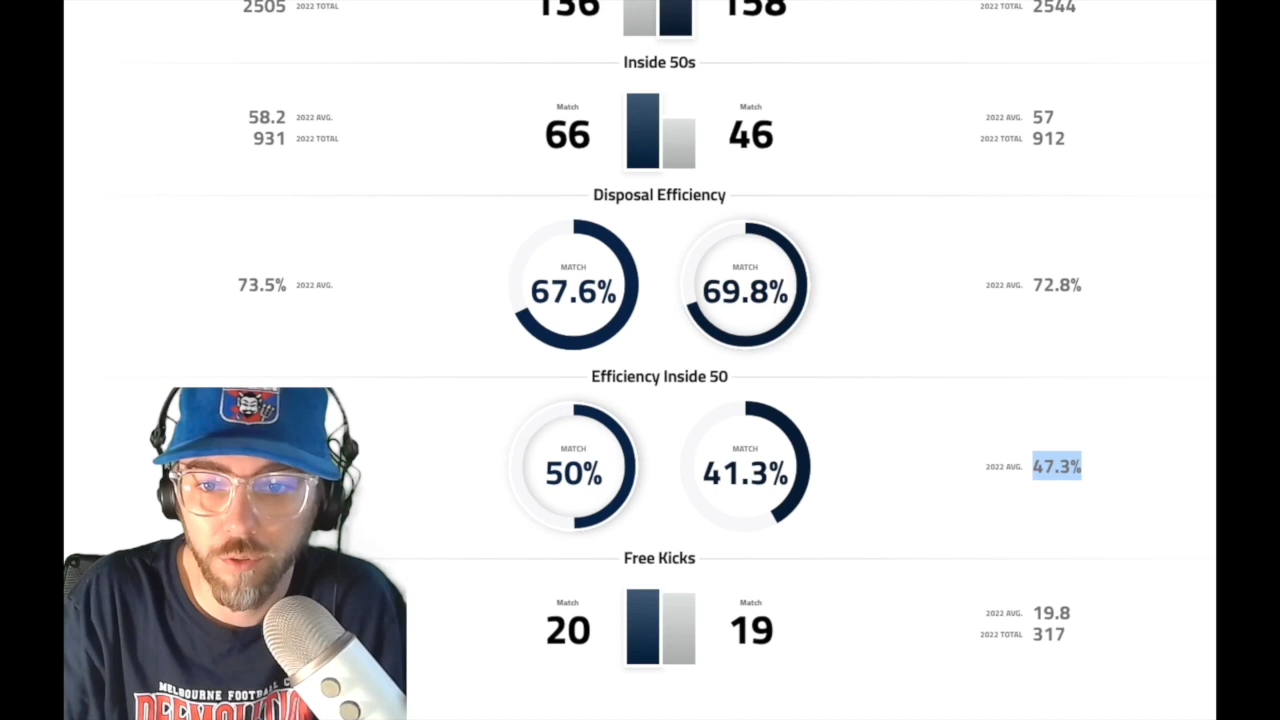 2505 2022 TOTAL 136 158 2022 TOTAL 2544
Inside 50s
Match Match
58.2 2022 AVG. 66 46 2022 AVG. 57
931 2022 TOTAL 2022 TOTAL 912
Disposal Efficiency
MATCH MATCH
73.5% 2022 AVG. 67.6% 69.8% 2022 AVG. 72.8%
Efficiency Inside 50
MATCH MATCH
50% 41.3% 2022 AVG. 47.3%
Free Kicks
Match Match
20 19 2022 AVG. 19.8
2022 TOTAL 317
MELBOURNE FOOTBALL C
DEEMOLITION